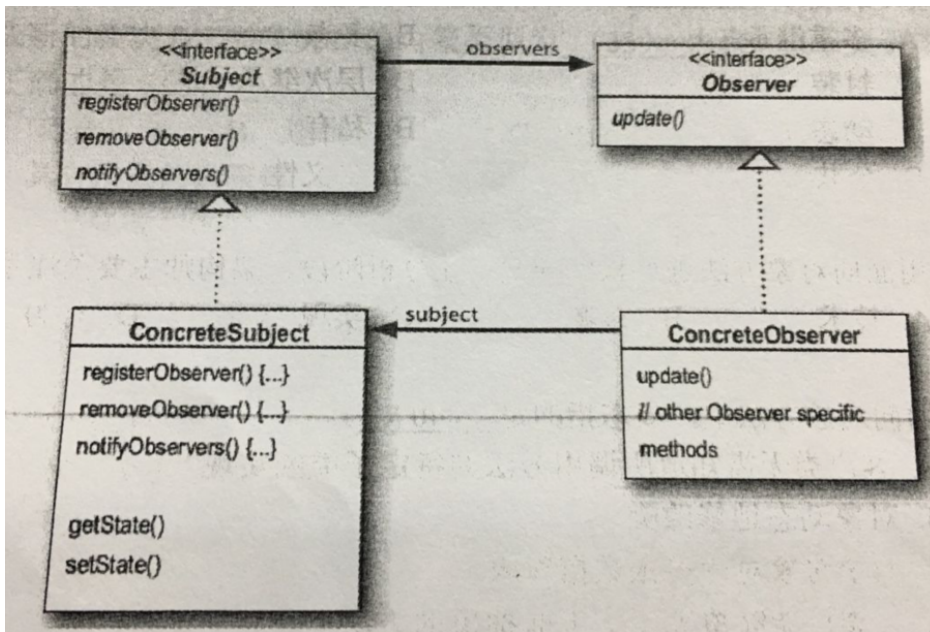 <<interface>>
Subject
registerObserver()
removeObserver()
notifyObservers()
observers
<<interface>>
Observer
update()
ConcreteSubject
registerObserver() {...}
removeObserver() {...}
notifyObservers() {...}
getState()
setState()
subject
ConcreteObserver
update()
// other Observer specific
methods